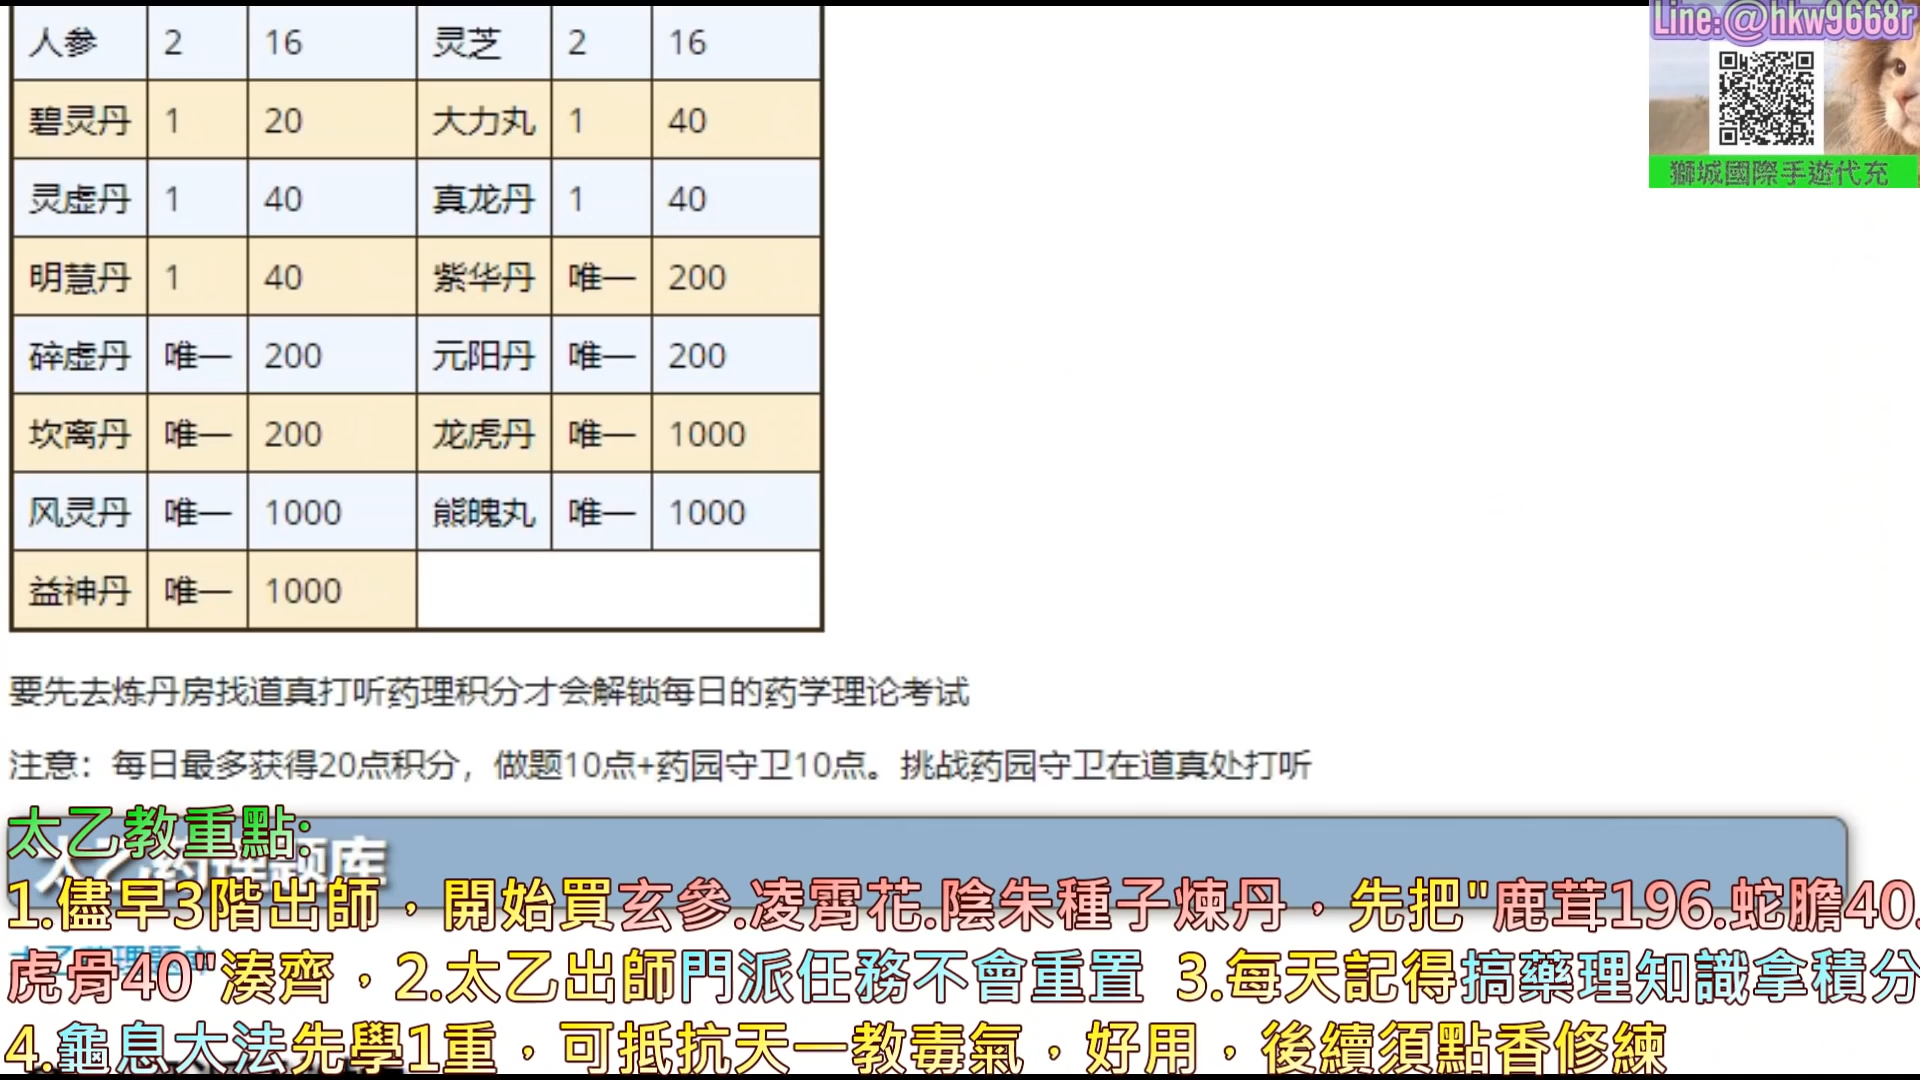 Line:@hkw9668r
獅城國際手遊代充
人参 2 16 灵芝 2 16
碧灵丹 1 20 大力丸 1 40
灵虚丹 1 40 真龙丹 1 40
明慧丹 1 40 紫华丹 唯一 200
碎虚丹 唯一 200 元阳丹 唯一 200
坎离丹 唯一 200 龙虎丹 唯一 1000
风灵丹 唯一 1000 熊魄丸 唯一 1000
益神丹 唯一 1000
要先去炼丹房找道真打听药理积分才会解锁每日的药学理论考试
注意：每日最多获得20点积分，做题10点+药园守卫10点。挑战药园守卫在道真处打听
太乙教重點:
太乙药理题库
1.儘早3階出師，開始買玄參.凌霄花.陰朱種子煉丹，先把"鹿茸196.蛇膽40.
太乙药理题库
虎骨40"湊齊，2.太乙出師門派任務不會重置 3.每天記得搞藥理知識拿積分
4.龜息大法先學1重，可抵抗天一教毒氣，好用，後續須點香修練